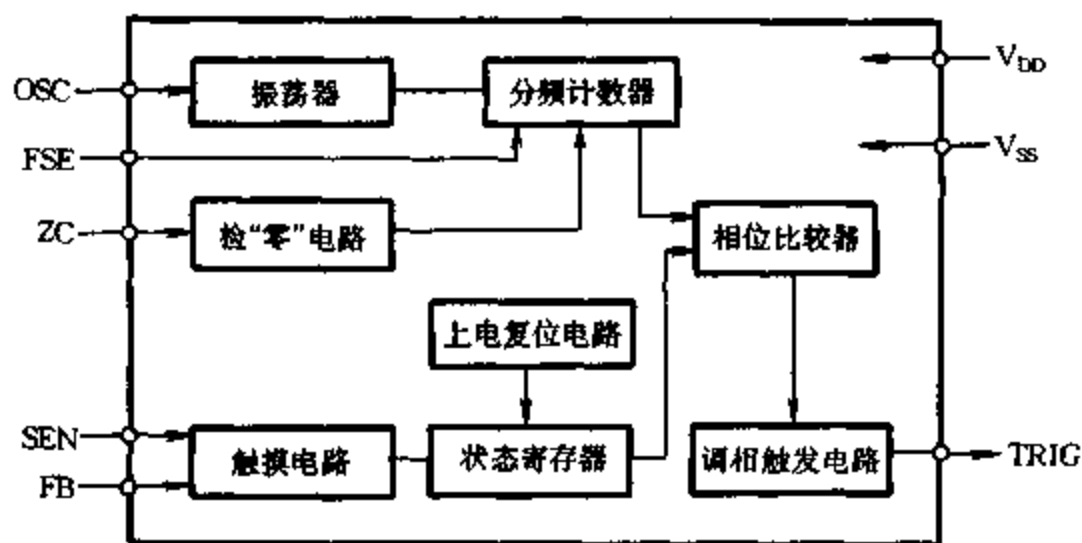 OSC
振荡器
分频计数器
V_DD
FSE
V_SS
ZC
检“零”电路
相位比较器
上电复位电路
SEN
触摸电路
状态寄存器
调相触发电路
TRIG
FB